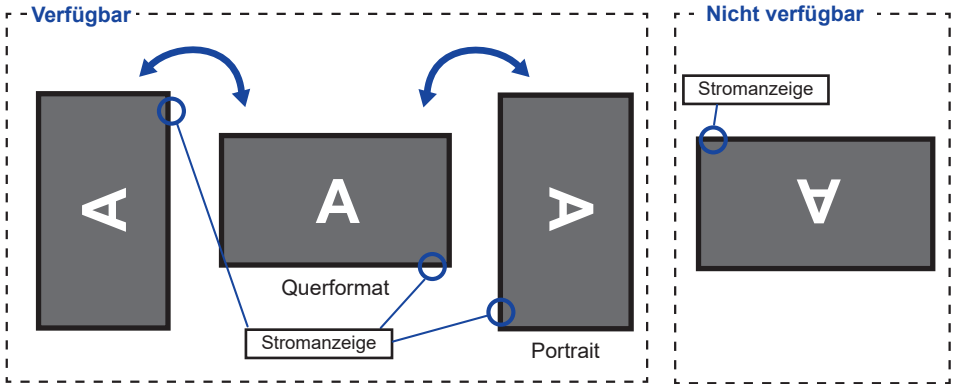 Verfügbar
Nicht verfügbar
Stromanzeige
A
A
A
A
Querformat
Stromanzeige
Portrait